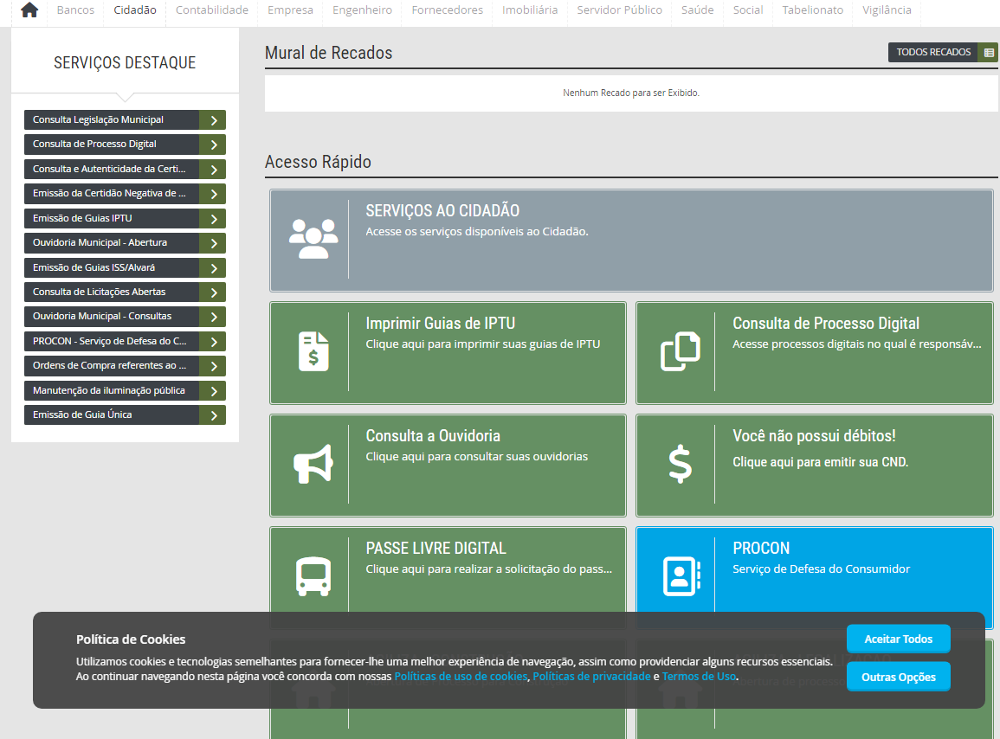 Bancos
Cidadão
Contabilidade
Empresa
Engenheiro
Fornecedores
Imobiliária
Servidor Público
Saúde
Social
Tabelionato
Vigilância
SERVIÇOS DESTAQUE
Consulta Legislação Municipal
Consulta de Processo Digital
Consulta e Autenticidade da Certi...
Emissão da Certidão Negativa de ...
Emissão de Guias IPTU
Ouvidoria Municipal - Abertura
Emissão de Guias ISS/Alvará
Consulta de Licitações Abertas
Ouvidoria Municipal - Consultas
PROCON - Serviço de Defesa do C...
Ordens de Compra referentes ao ...
Manutenção da iluminação pública
Emissão de Guia Única
Mural de Recados
TODOS RECADOS
Nenhum Recado para ser Exibido.
Acesso Rápido
SERVIÇOS AO CIDADÃO
Acesse os serviços disponíveis ao Cidadão.
Imprimir Guias de IPTU
Clique aqui para imprimir suas guias de IPTU
Consulta de Processo Digital
Acesse processos digitais no qual é responsáv...
Consulta a Ouvidoria
Clique aqui para consultar suas ouvidorias
Você não possui débitos!
Clique aqui para emitir sua CND.
PASSE LIVRE DIGITAL
Clique aqui para realizar a solicitação do pass...
PROCON
Serviço de Defesa do Consumidor
Política de Cookies
Utilizamos cookies e tecnologias semelhantes para fornecer-lhe uma melhor experiência de navegação, assim como providenciar alguns recursos essenciais.
Ao continuar navegando nesta página você concorda com nossas Políticas de uso de cookies, Políticas de privacidade e Termos de Uso.
Aceitar Todos
Outras Opções